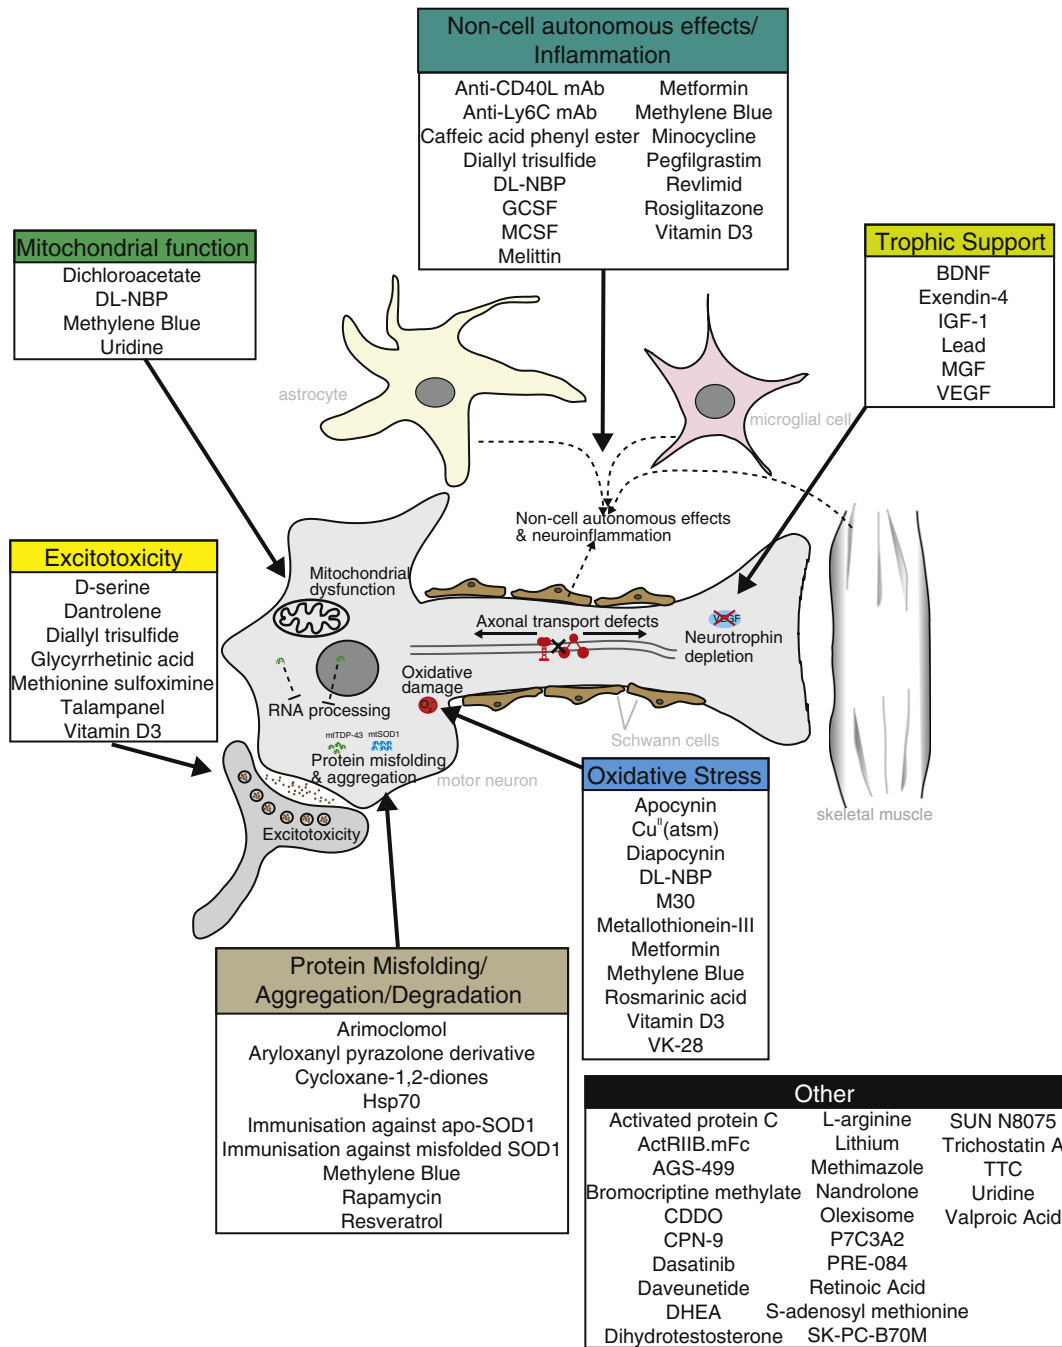 Non-cell autonomous effects/
Inflammation
Anti-CD40L mAb
Anti-Ly6C mAb
Caffeic acid phenyl ester
Diallyl trisulfide
DL-NBP
GCSF
MCSF
Melittin
Metformin
Methylene Blue
Minocycline
Pegfilgrastim
Revlimid
Rosiglitazone
Vitamin D3
Mitochondrial function
Dichloroacetate
DL-NBP
Methylene Blue
Uridine
Trophic Support
BDNF
Exendin-4
IGF-1
Lead
MGF
VEGF
astrocyte
microglial cell
Non-cell autonomous effects
& neuroinflammation
Excitotoxicity
D-serine
Dantrolene
Diallyl trisulfide
Glycyrrhetinic acid
Methionine sulfoximine
Talampanel
Vitamin D3
Mitochondrial
dysfunction
Axonal transport defects
VEGF
Neurotrophin
depletion
Oxidative
damage
O2
RNA processing
mtTDP-43 mtSOD1
Protein misfolding
& aggregation
motor neuron
Schwann cells
skeletal muscle
Excitotoxicity
Oxidative Stress
Apocynin
Cu^II(atsm)
Diapocynin
DL-NBP
M30
Metallothionein-III
Metformin
Methylene Blue
Rosmarinic acid
Vitamin D3
VK-28
Protein Misfolding/
Aggregation/Degradation
Arimoclomol
Aryloxanyl pyrazolone derivative
Cycloxane-1,2-diones
Hsp70
Immunisation against apo-SOD1
Immunisation against misfolded SOD1
Methylene Blue
Rapamycin
Resveratrol
Other
Activated protein C
ActRIIB.mFc
AGS-499
Bromocriptine methylate
CDDO
CPN-9
Dasatinib
Daveunetide
DHEA
Dihydrotestosterone
L-arginine
Lithium
Methimazole
Nandrolone
Olexisome
P7C3A2
PRE-084
Retinoic Acid
S-adenosyl methionine
SK-PC-B70M
SUN N8075
Trichostatin A
TTC
Uridine
Valproic Acid